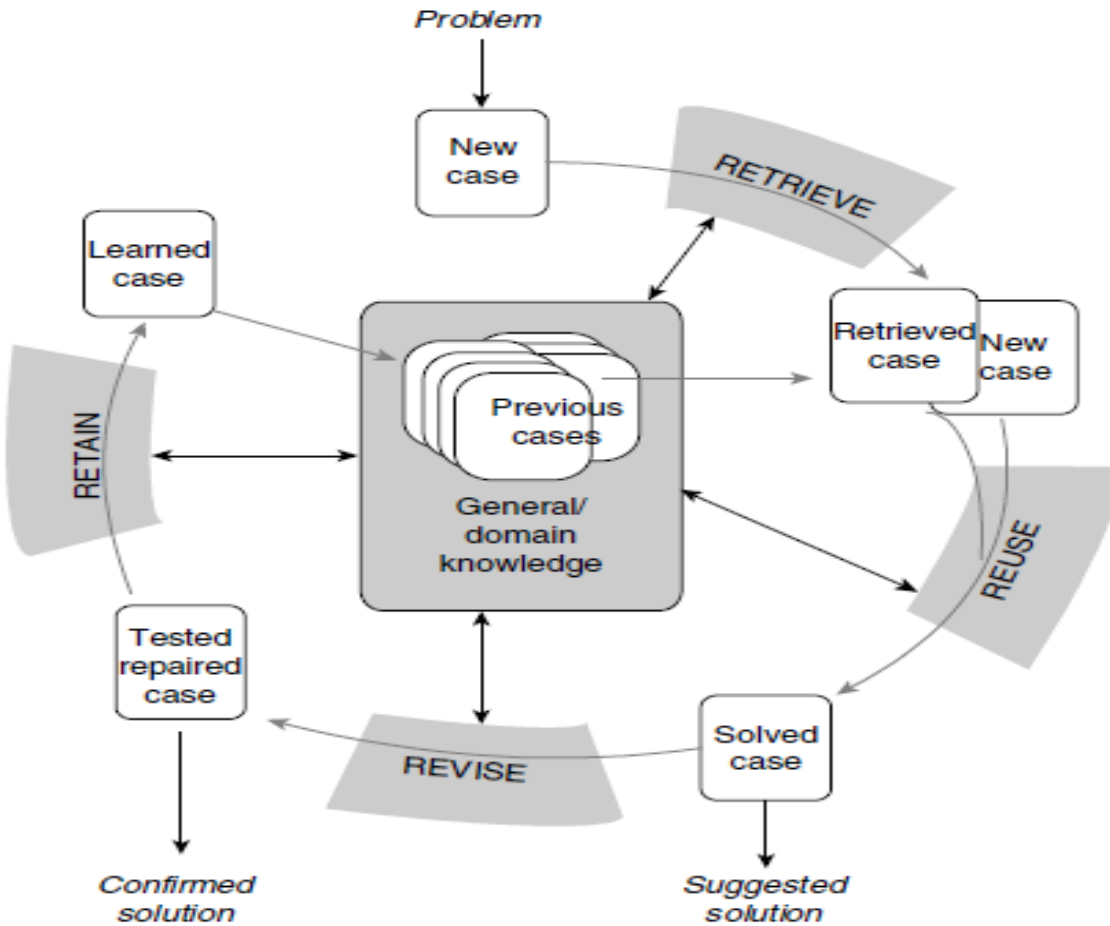 Problem
New
case
RETRIEVE
Learned
case
Retrieved
case
New
case
Previous
cases
General/
domain
knowledge
RETAIN
REUSE
Tested
repaired
case
REVISE
Solved
case
Confirmed
solution
Suggested
solution